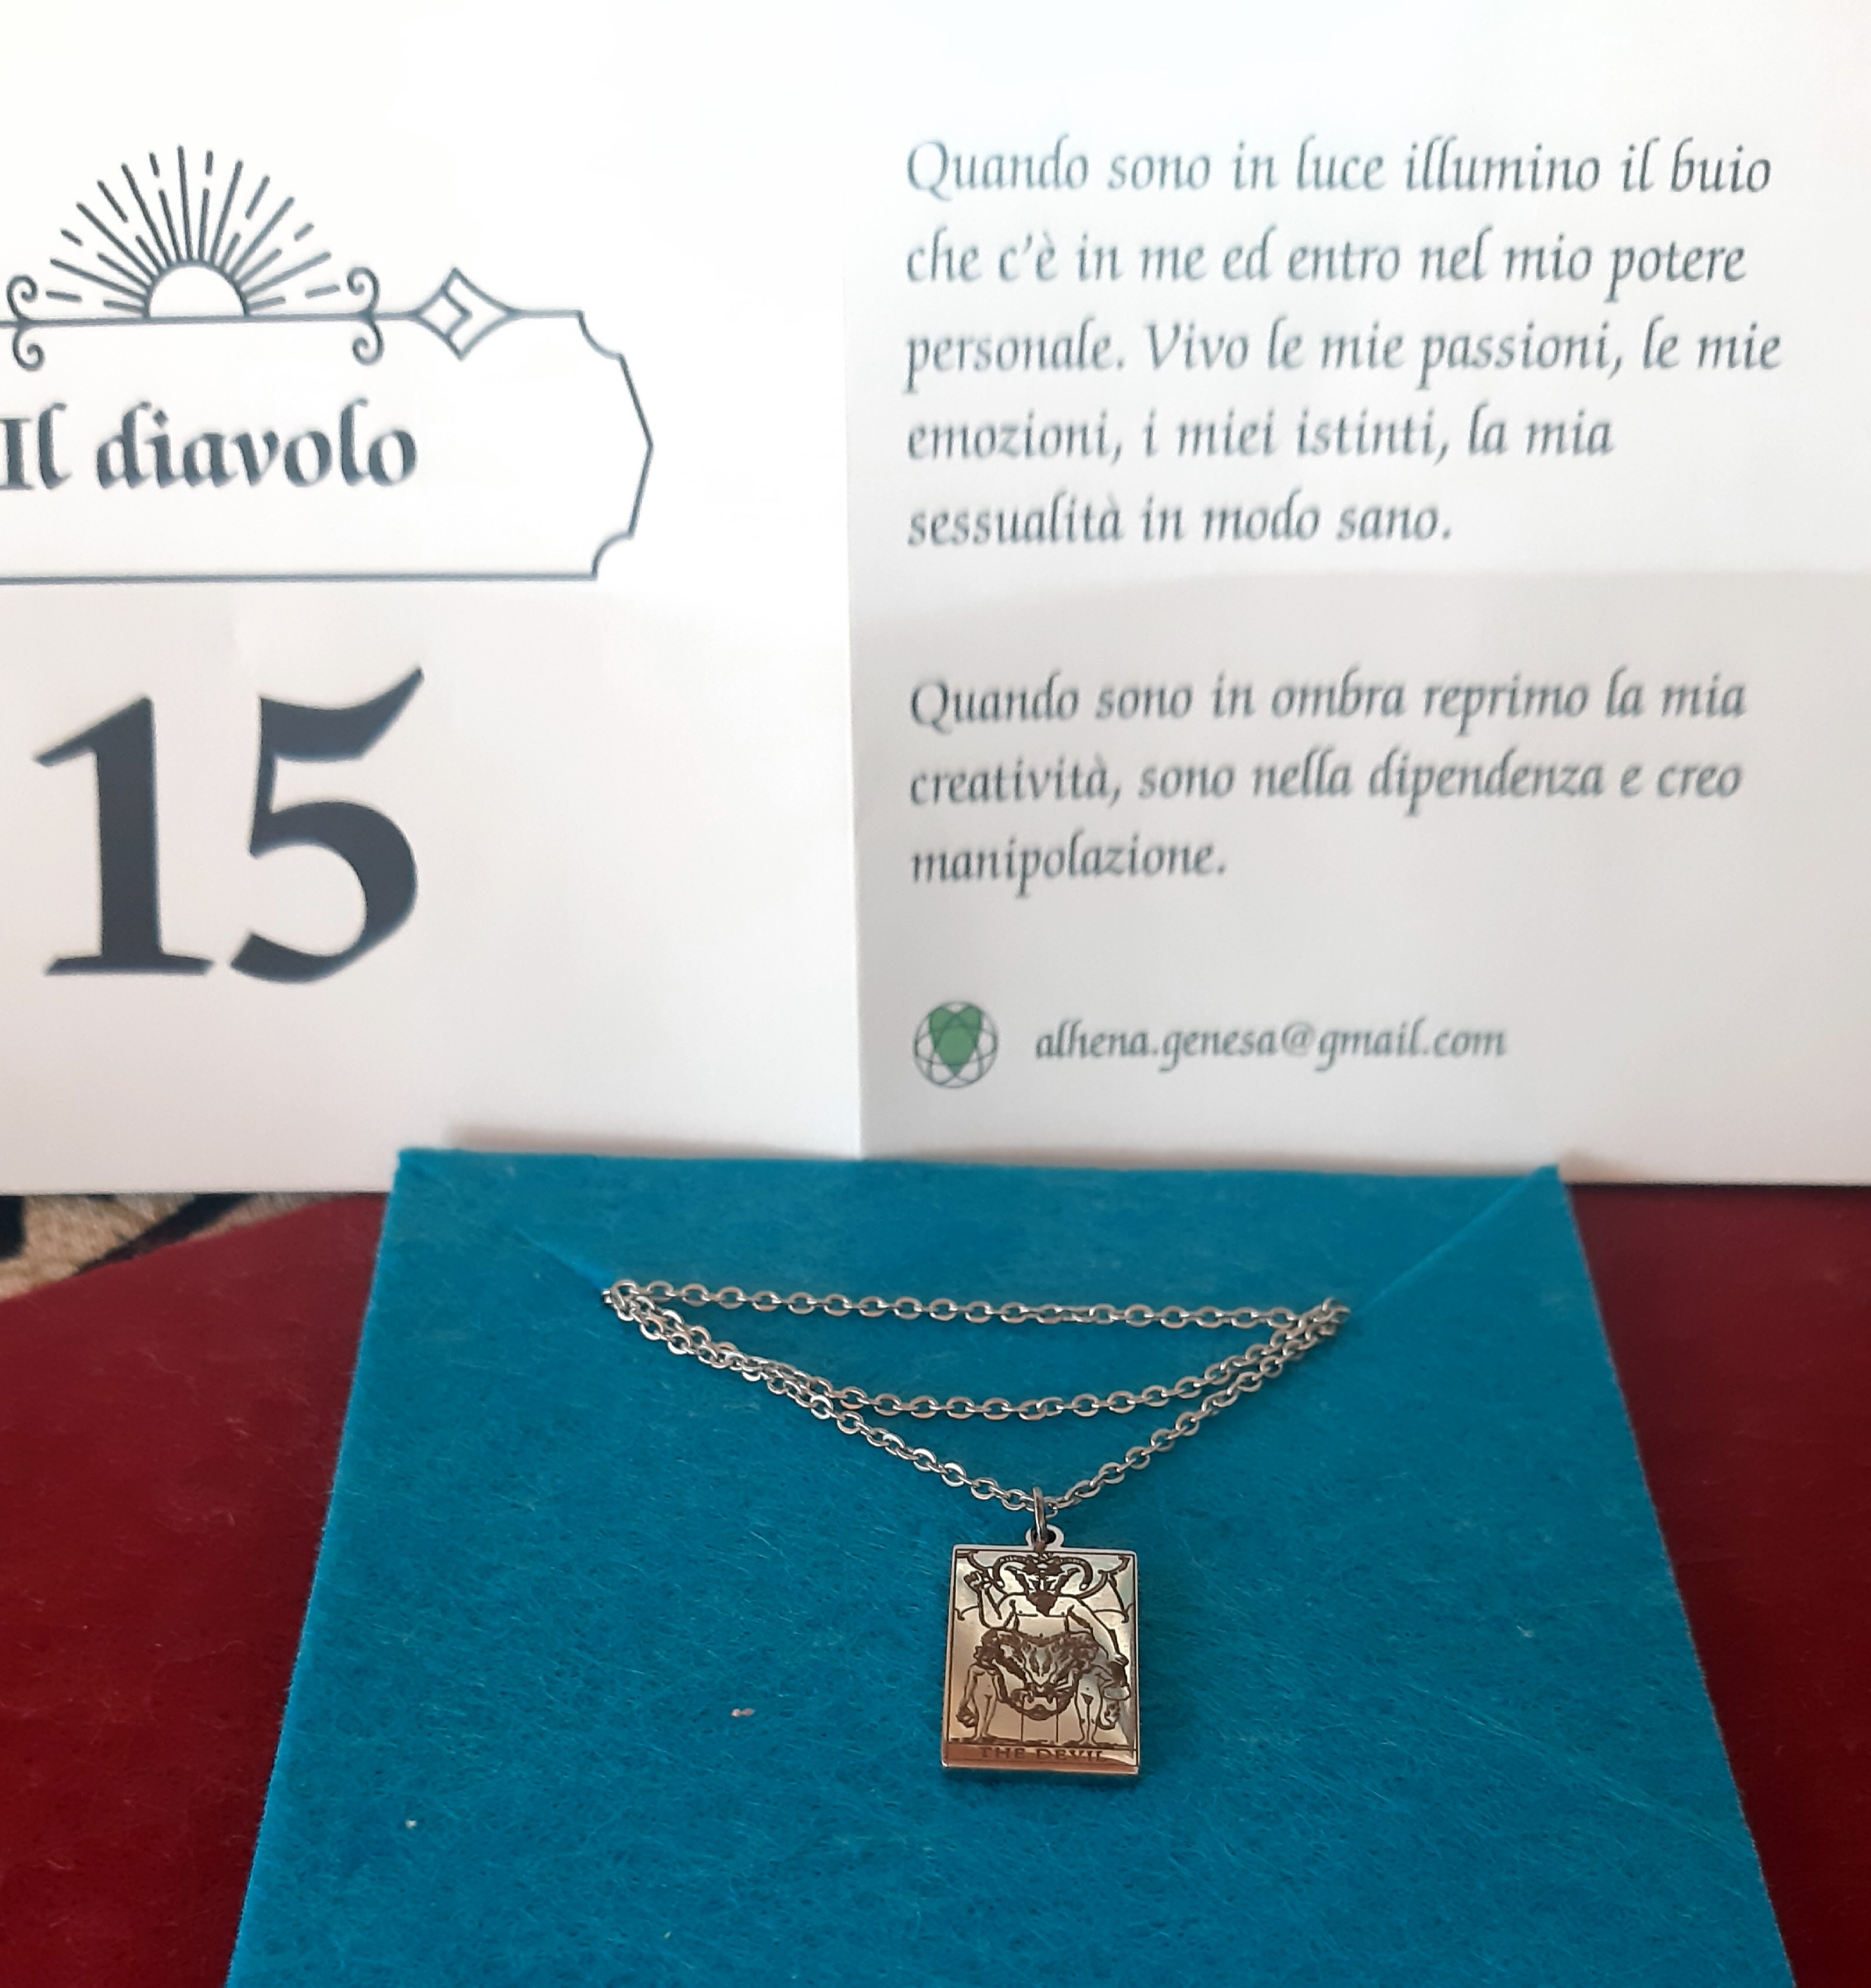 Il diavolo
15
Quando sono in luce illumino il buio
che c'è in me ed entro nel mio potere
personale. Vivo le mie passioni, le mie
emozioni, i miei istinti, la mia
sessualità in modo sano.
Quando sono in ombra reprimo la mia
creatività, sono nella dipendenza e creo
manipolazione.
alhena.genesa@gmail.com
THE DEVIL